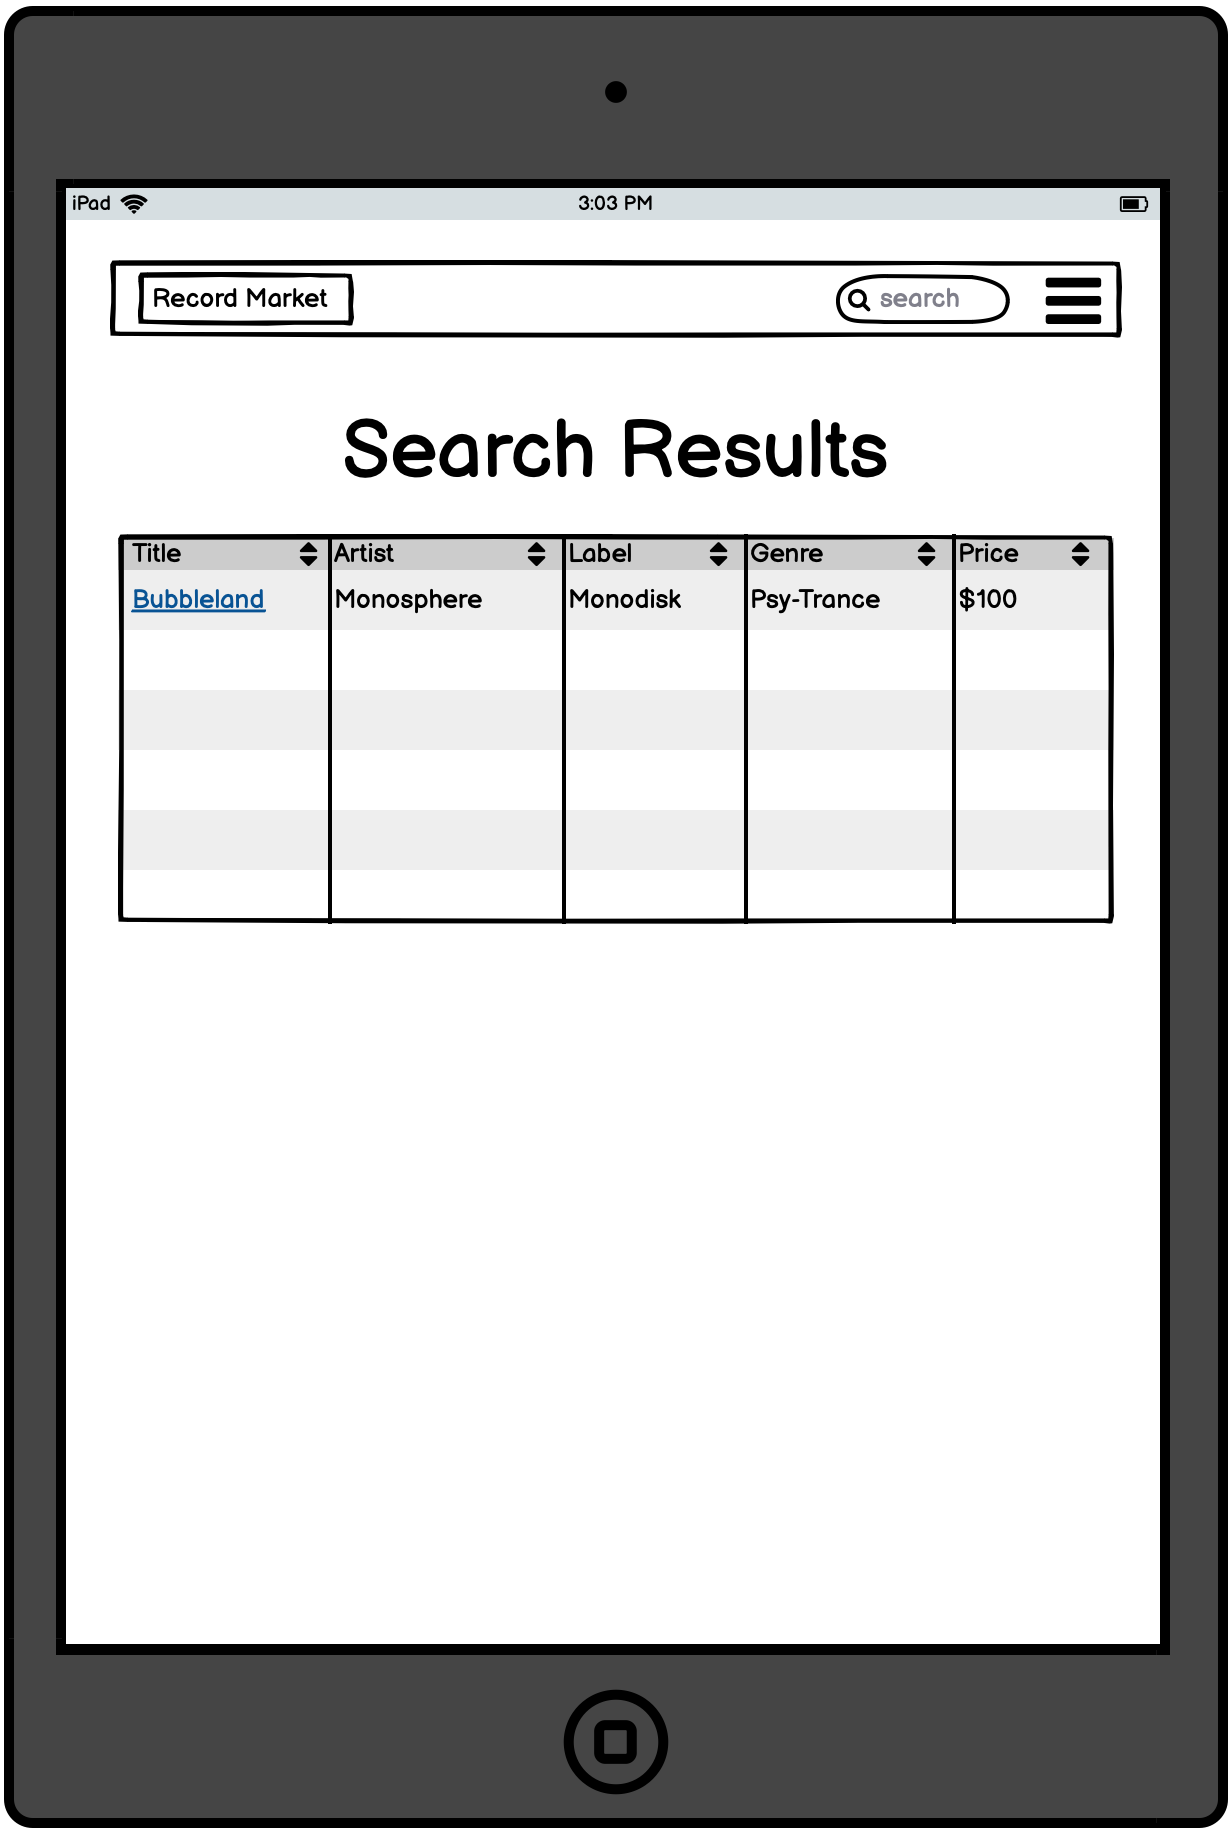 iPad 3:03 PM
Record Market search
Search Results
Title Artist Label Genre Price
Bubbleland Monosphere Monodisk Psy-Trance $100